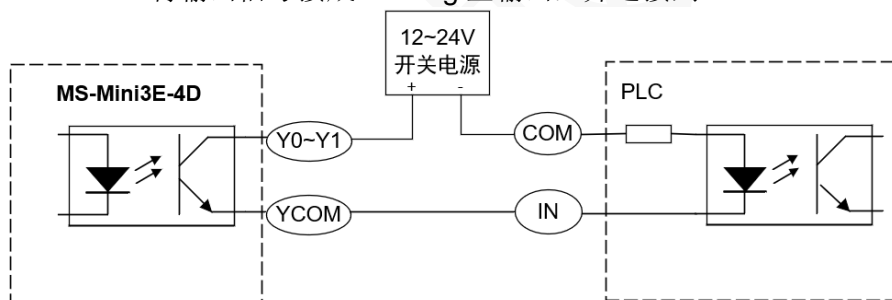 12~24V
开关电源
+ -
MS-Mini3E-4D
PLC
Y0~Y1
COM
YCOM
IN